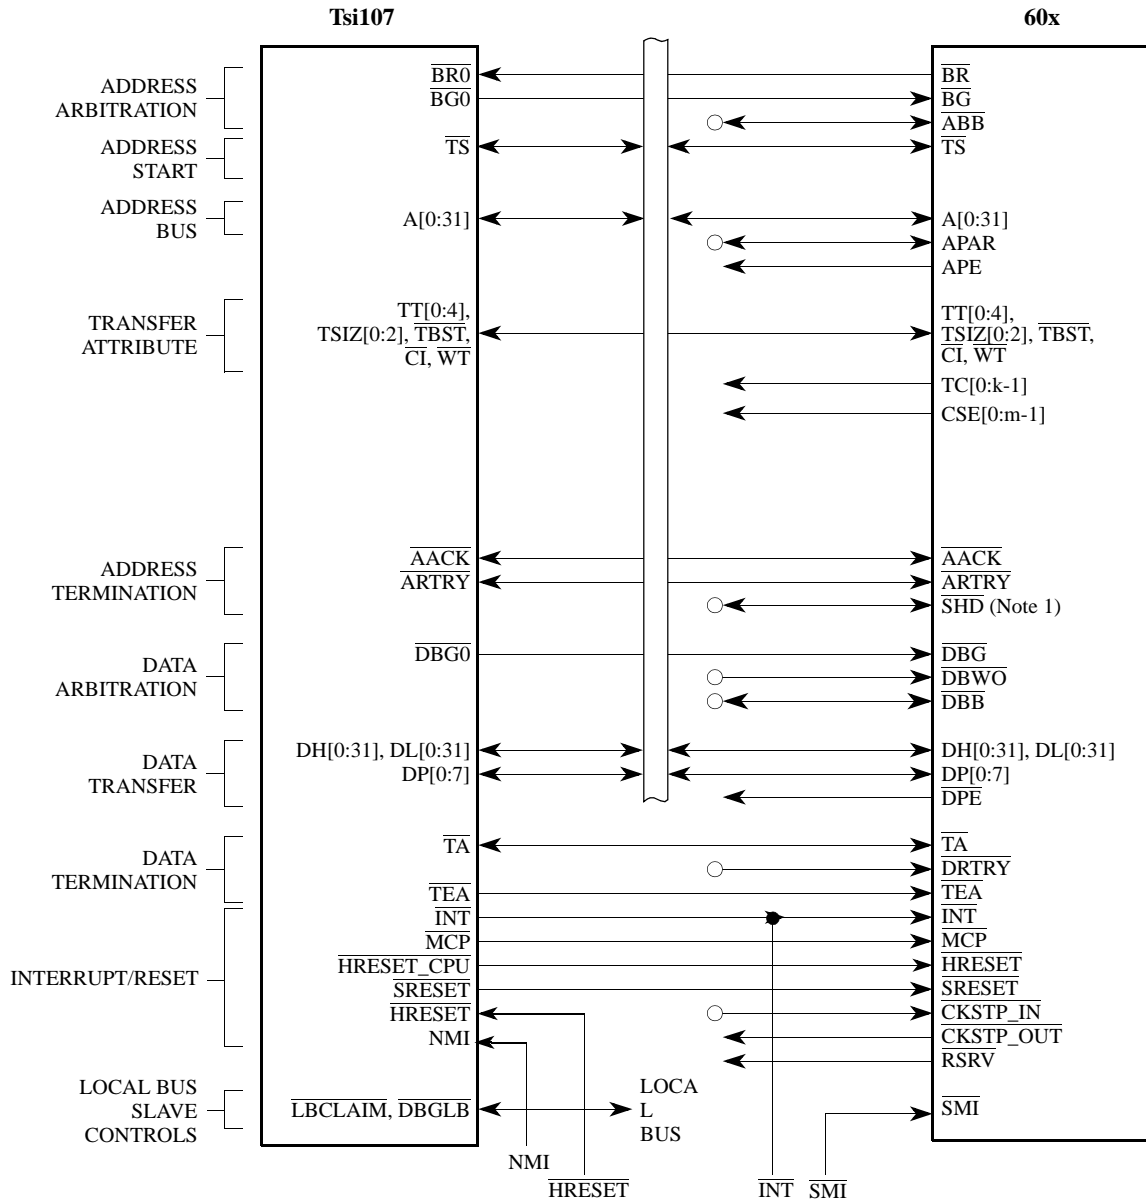 Tsi107
60x
ADDRESS
ARBITRATION
BR0
BG0
BR
BG
ABB
ADDRESS
START
TS
TS
ADDRESS
BUS
A[0:31]
A[0:31]
APAR
APE
TRANSFER
ATTRIBUTE
TT[0:4],
TSIZ[0:2], TBST,
CI, WT
TT[0:4],
TSIZ[0:2], TBST,
CI, WT
TC[0:k-1]
CSE[0:m-1]
ADDRESS
TERMINATION
AACK
ARTRY
AACK
ARTRY
SHD (Note 1)
DATA
ARBITRATION
DBG0
DBG
DBWO
DBB
DATA
TRANSFER
DH[0:31], DL[0:31]
DP[0:7]
DH[0:31], DL[0:31]
DP[0:7]
DPE
DATA
TERMINATION
TA
TEA
TA
DRTRY
TEA
INTERRUPT/RESET
INT
MCP
HRESET_CPU
SRESET
HRESET
NMI
INT
MCP
HRESET
SRESET
CKSTP_IN
CKSTP_OUT
RSRV
LOCAL BUS
SLAVE
CONTROLS
LBCLAIM, DBGLB
LOCA
L
BUS
SMI
NMI
HRESET
INT
SMI